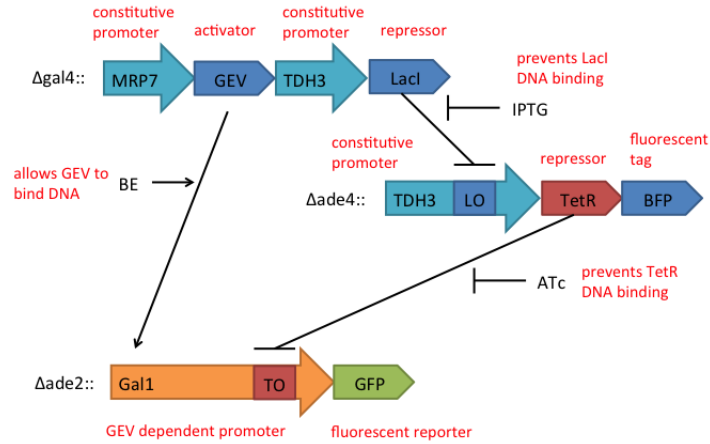 constitutive
promoter
activator
constitutive
promoter
repressor
Δgal4::
MRP7
GEV
TDH3
LacI
prevents LacI
DNA binding
IPTG
constitutive
promoter
repressor
fluorescent
tag
allows GEV to
bind DNA
BE
Δade4::
TDH3
LO
TetR
BFP
ATc
prevents TetR
DNA binding
Δade2::
Gal1
TO
GFP
GEV dependent promoter
fluorescent reporter